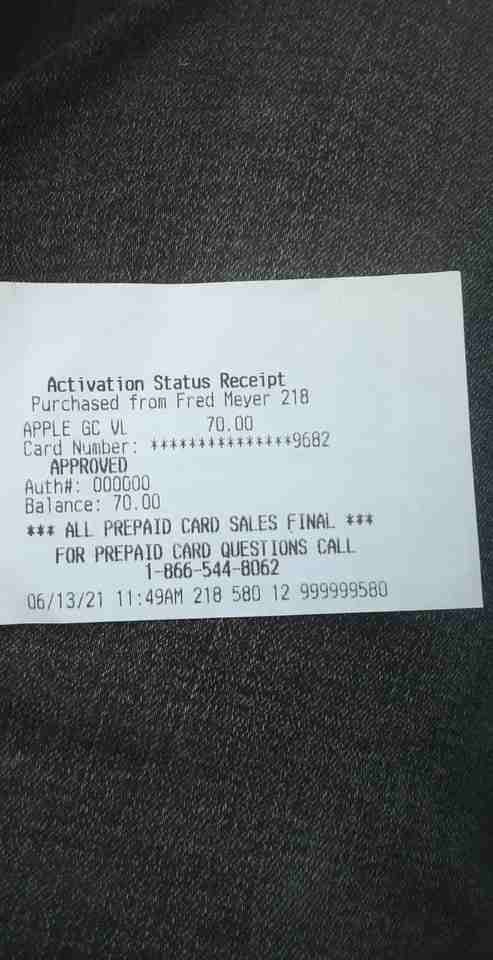 Activation Status Receipt
Purchased from Fred Meyer 218
APPLE GC VL 70.00
Card Number: ***************9682
APPROVED
Auth#: 000000
Balance: 70.00
*** ALL PREPAID CARD SALES FINAL ***
FOR PREPAID CARD QUESTIONS CALL
1-866-544-8062
06/13/21 11:49AM 218 580 12 999999580